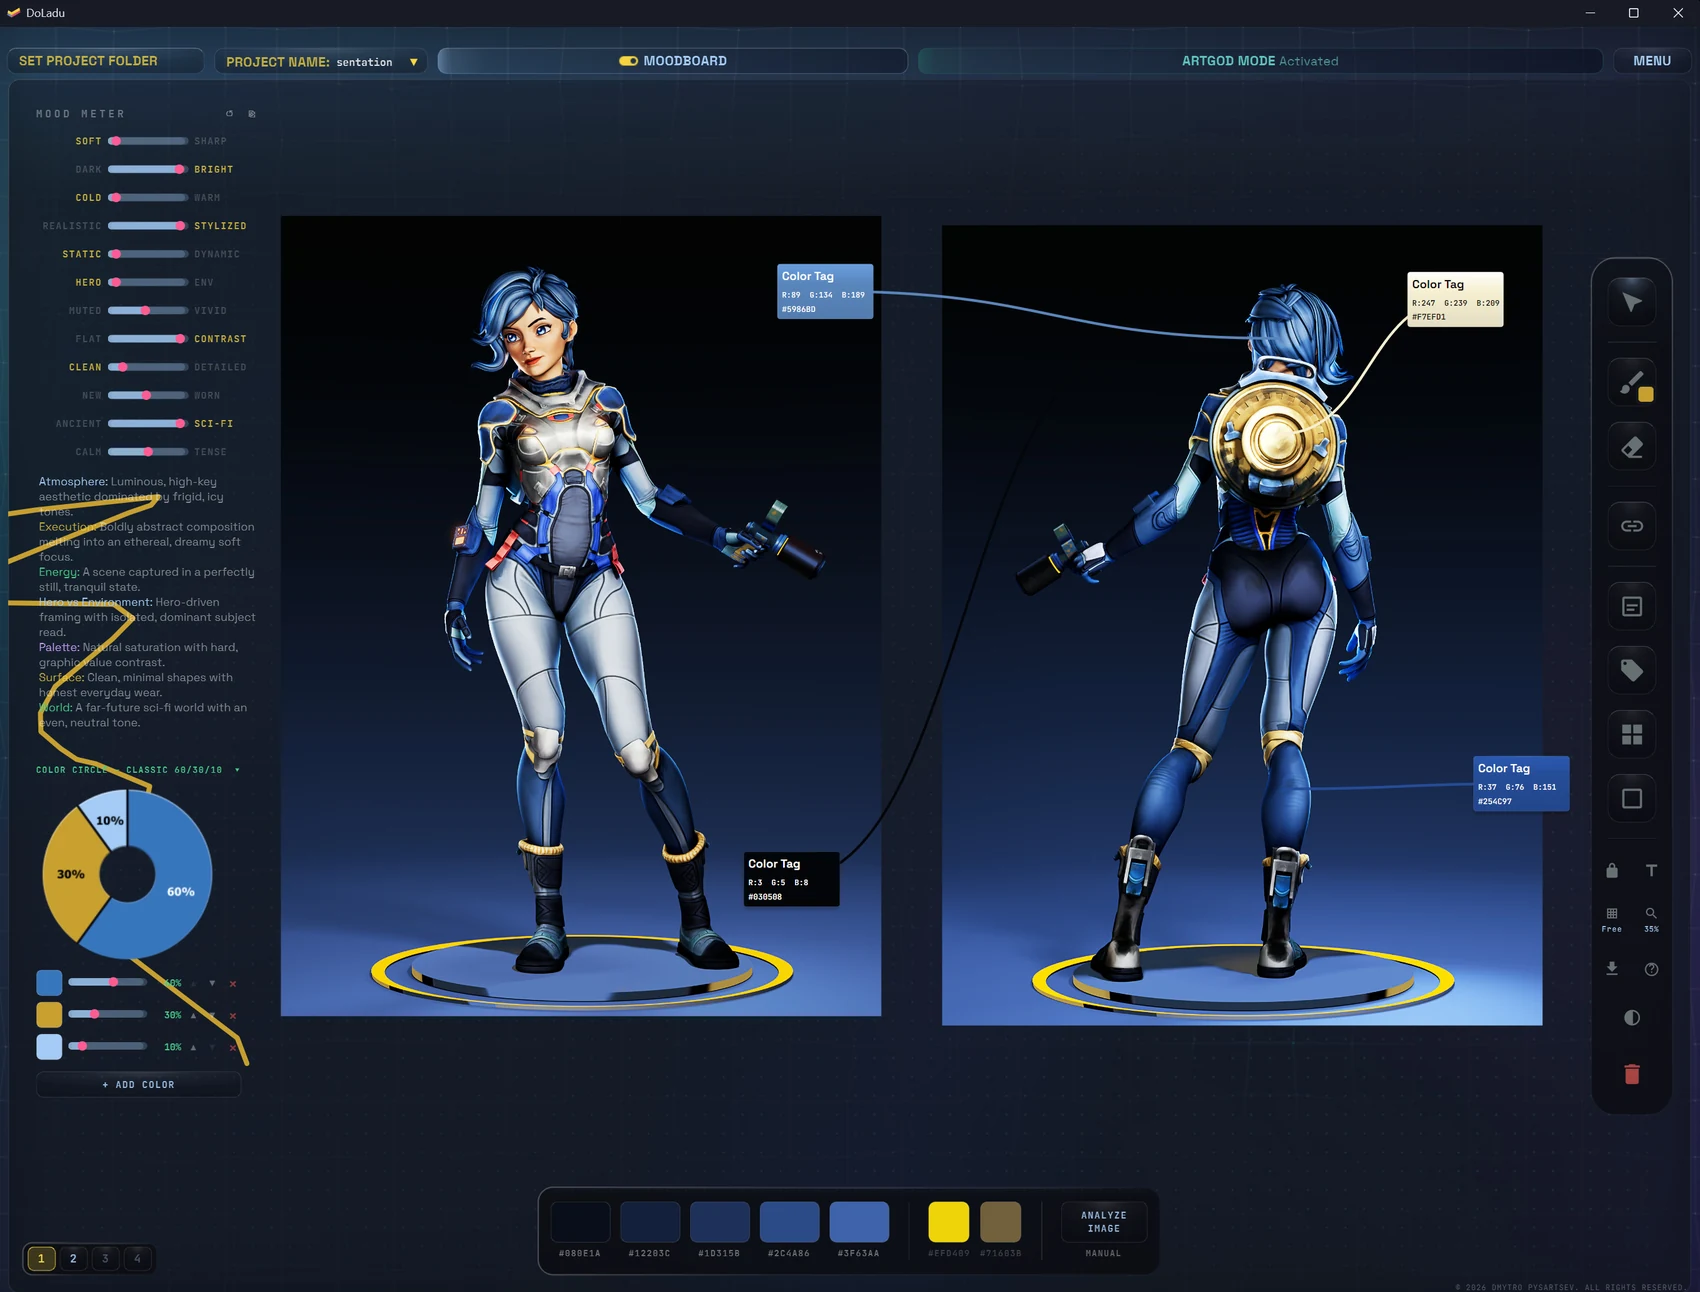 DoLadu
SET PROJECT FOLDER
PROJECT NAME: sentation
MOODBOARD
ARTGOD MODE Activated
MENU
MOOD METER
SOFT SHARP
DARK BRIGHT
COLD WARM
REALISTIC STYLIZED
STATIC DYNAMIC
HERO ENV
MUTED VIVID
FLAT CONTRAST
CLEAN DETAILED
NEW WORN
ANCIENT SCI-FI
CALM TENSE
Atmosphere: Luminous, high-key
aesthetic dominated by frigid, icy
tones.
Execution: Boldly abstract composition
melting into an ethereal, dreamy soft
focus.
Energy: A scene captured in a perfectly
still, tranquil state.
Hero vs Environment: Hero-driven
framing with isolated, dominant subject
read.
Palette: Natural saturation with hard,
graphic value contrast.
Surface: Clean, minimal shapes with
honest everyday wear.
World: A far-future sci-fi world with an
even, neutral tone.
COLOR CIRCLE - CLASSIC 60/30/10
10%
30%
60%
60%
30%
10%
+ ADD COLOR
1 2 3 4
Color Tag
R:89 G:134 B:189
#5986BD
Color Tag
R:247 G:239 B:209
#F7EFD1
Color Tag
R:37 G:76 B:151
#254C97
Color Tag
R:3 G:5 B:8
#030508
T
Free 35%
#080E1A #12203C #1D315B #2C4A86 #3F63AA #EFD409 #71603B
ANALYZE
IMAGE
MANUAL
© 2026 DMYTRO PYSARTSEV. ALL RIGHTS RESERVED.